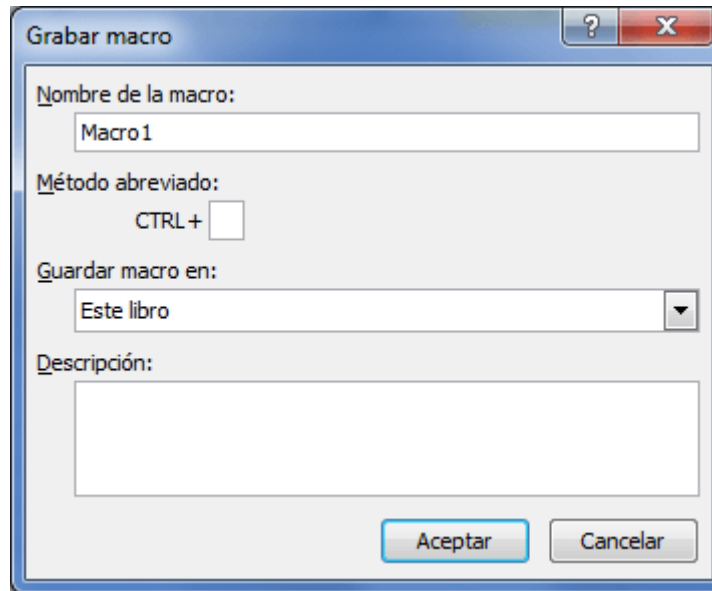 Grabar macro
Nombre de la macro:
Macro1
Método abreviado:
CTRL+
Guardar macro en:
Este libro
Descripción:
Aceptar Cancelar